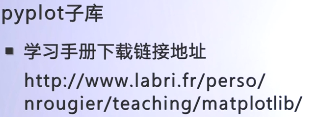 pyplot子库
▪ 学习手册下载链接地址
http://www.labri.fr/perso/
nrougier/teaching/matplotlib/